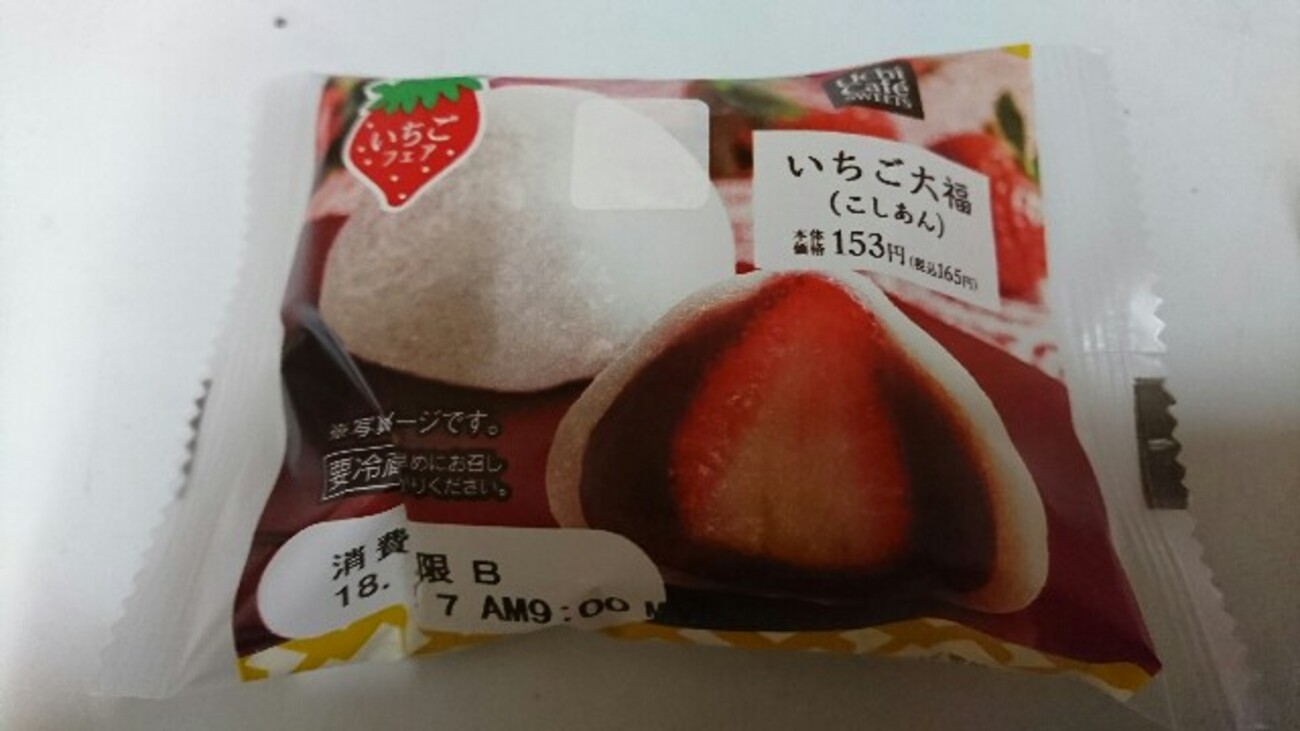 いちご
フェア
Uchi
Café
SWEETS
いちご大福
(こしあん)
本体
価格 153円 (税込165円)
※写 メージです。
要冷蔵 めにお召し
りください。
消費 限 B
18. 7 AM9:00